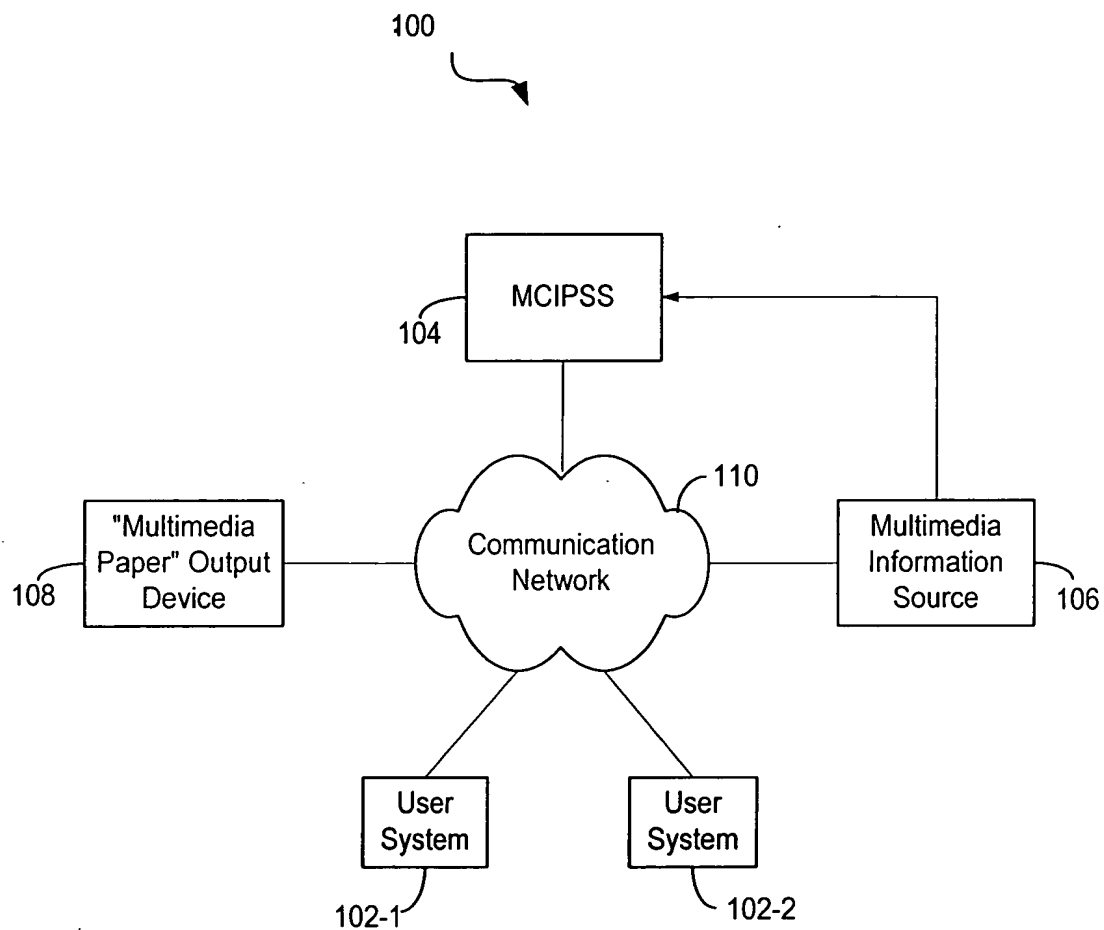 100
MCIPSS
104
110
"Multimedia
Paper" Output
Device
108
Communication
Network
Multimedia
Information
Source
106
User
System
102-1
User
System
102-2